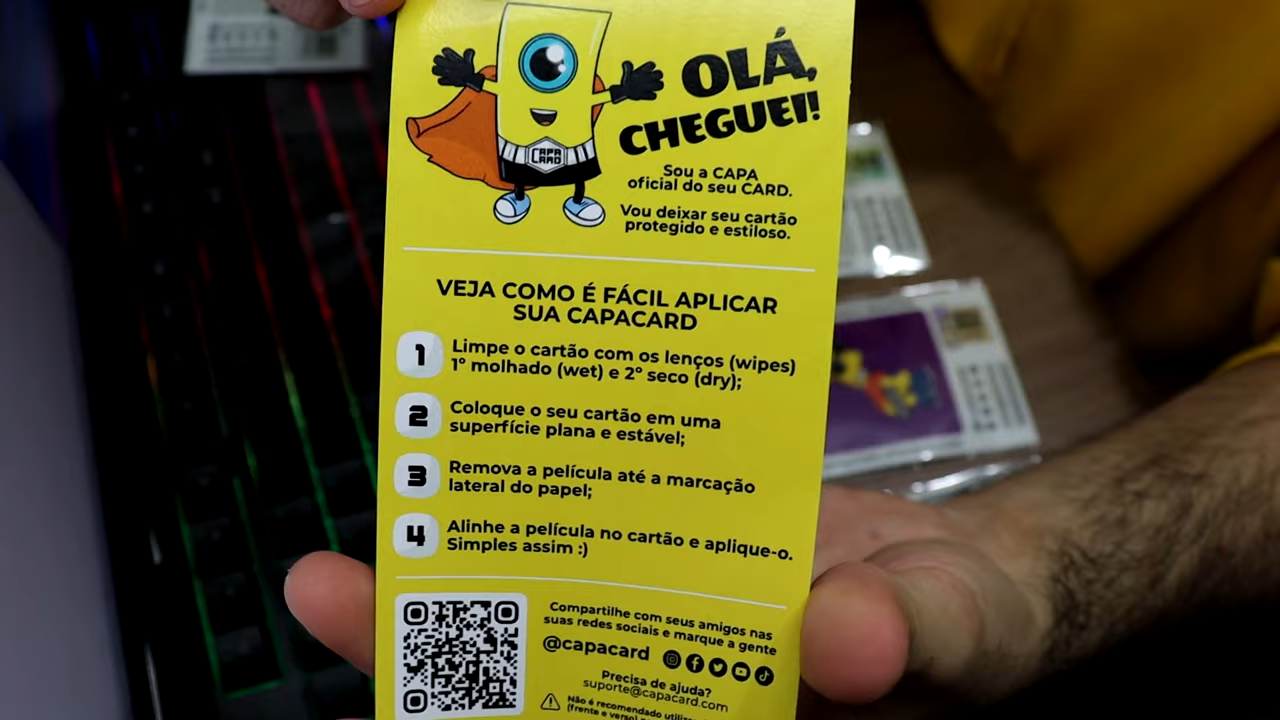 OLÁ,
CHEGUEI!
CAPA
CARD
Sou a CAPA
oficial do seu CARD.
Vou deixar seu cartão
protegido e estiloso.
VEJA COMO É FÁCIL APLICAR
SUA CAPACARD
1 Limpe o cartão com os lenços (wipes)
1º molhado (wet) e 2º seco (dry);
2 Coloque o seu cartão em uma
superfície plana e estável;
3 Remova a película até a marcação
lateral do papel;
4 Alinhe a película no cartão e aplique-o.
Simples assim :)
Compartilhe com seus amigos nas
suas redes sociais e marque a gente
@capacard
Precisa de ajuda?
suporte@capacard.com
Não é recomendado
(frente e verso)